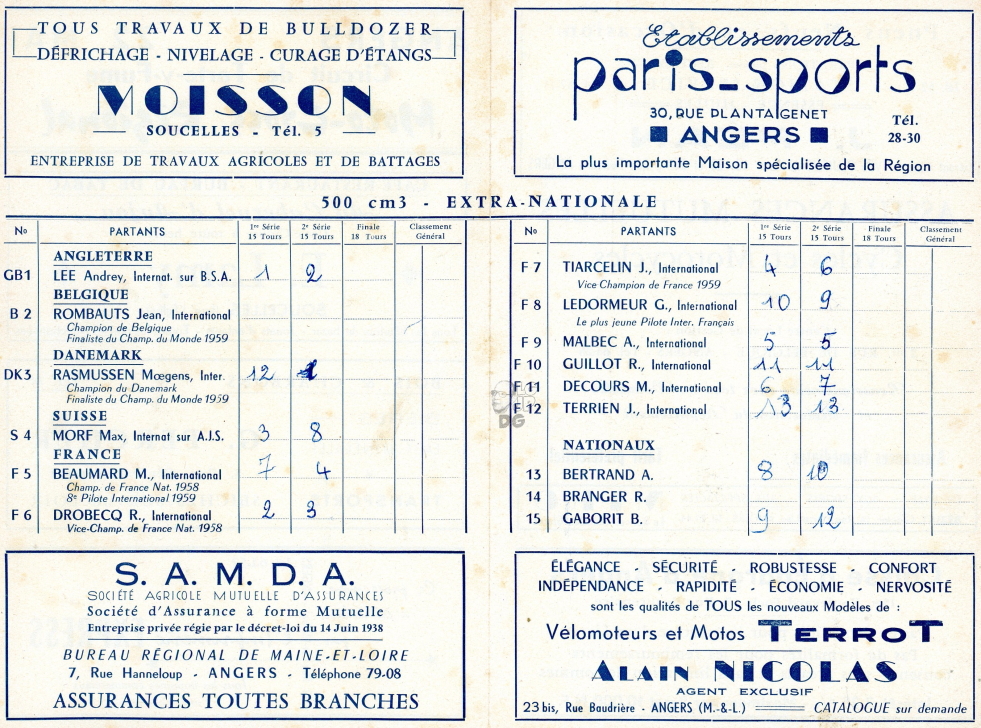 TOUS TRAVAUX DE BULLDOZER
DÉFRICHAGE - NIVELAGE - CURAGE D'ÉTANGS
MOISSON
SOUCELLES - Tél. 5
ENTREPRISE DE TRAVAUX AGRICOLES ET DE BATTAGES
Etablissements
paris-sports
30, RUE PLANTAGENET
ANGERS
Tél.
28-30
La plus importante Maison spécialisée de la Région
500 cm3 - EXTRA-NATIONALE
No PARTANTS 1re Série 15 Tours 2e Série 15 Tours Finale 18 Tours Classement Général
ANGLETERRE
GB1 LEE Andrey, Internat. sur B.S.A. 1 2
BELGIQUE
B 2 ROMBAUTS Jean, International
Champion de Belgique
Finaliste du Champ. du Monde 1959
DANEMARK
DK3 RASMUSSEN Mœgens, Inter. 12 1
Champion du Danemark
Finaliste du Champ. du Monde 1959
SUISSE
S 4 MORF Max, Internat sur A.J.S. 3 8
FRANCE
F 5 BEAUMARD M., International 7 4
Champ. de France Nat. 1958
8e Pilote International 1959
F 6 DROBECQ R., International 2 3
Vice-Champ. de France Nat. 1958
No PARTANTS 1re Série 15 Tours 2e Série 15 Tours Finale 18 Tours Classement Général
F 7 TIARCELIN J., International 4 6
Vice Champion de France 1959
F 8 LEDORMEUR G., International 10 9
Le plus jeune Pilote Inter. Français
F 9 MALBEC A., International 5 5
F 10 GUILLOT R., International 11 11
F 11 DECOURS M., International 6 7
F 12 TERRIEN J., International 13 13
NATIONAUX
13 BERTRAND A. 8 10
14 BRANGER R.
15 GABORIT B. 9 12
DG
S. A. M. D. A.
SOCIÉTÉ AGRICOLE MUTUELLE D'ASSURANCES
Société d'Assurance à forme Mutuelle
Entreprise privée régie par le décret-loi du 14 Juin 1938
BUREAU RÉGIONAL DE MAINE-ET-LOIRE
7, Rue Hanneloup - ANGERS - Téléphone 79-08
ASSURANCES TOUTES BRANCHES
ÉLÉGANCE - SÉCURITÉ - ROBUSTESSE - CONFORT
INDÉPENDANCE - RAPIDITÉ - ÉCONOMIE - NERVOSITÉ
sont les qualités de TOUS les nouveaux Modèles de :
Vélomoteurs et Motos TERROT
ALAIN NICOLAS
AGENT EXCLUSIF
23 bis, Rue Baudrière - ANGERS (M.-&-L.) CATALOGUE sur demande